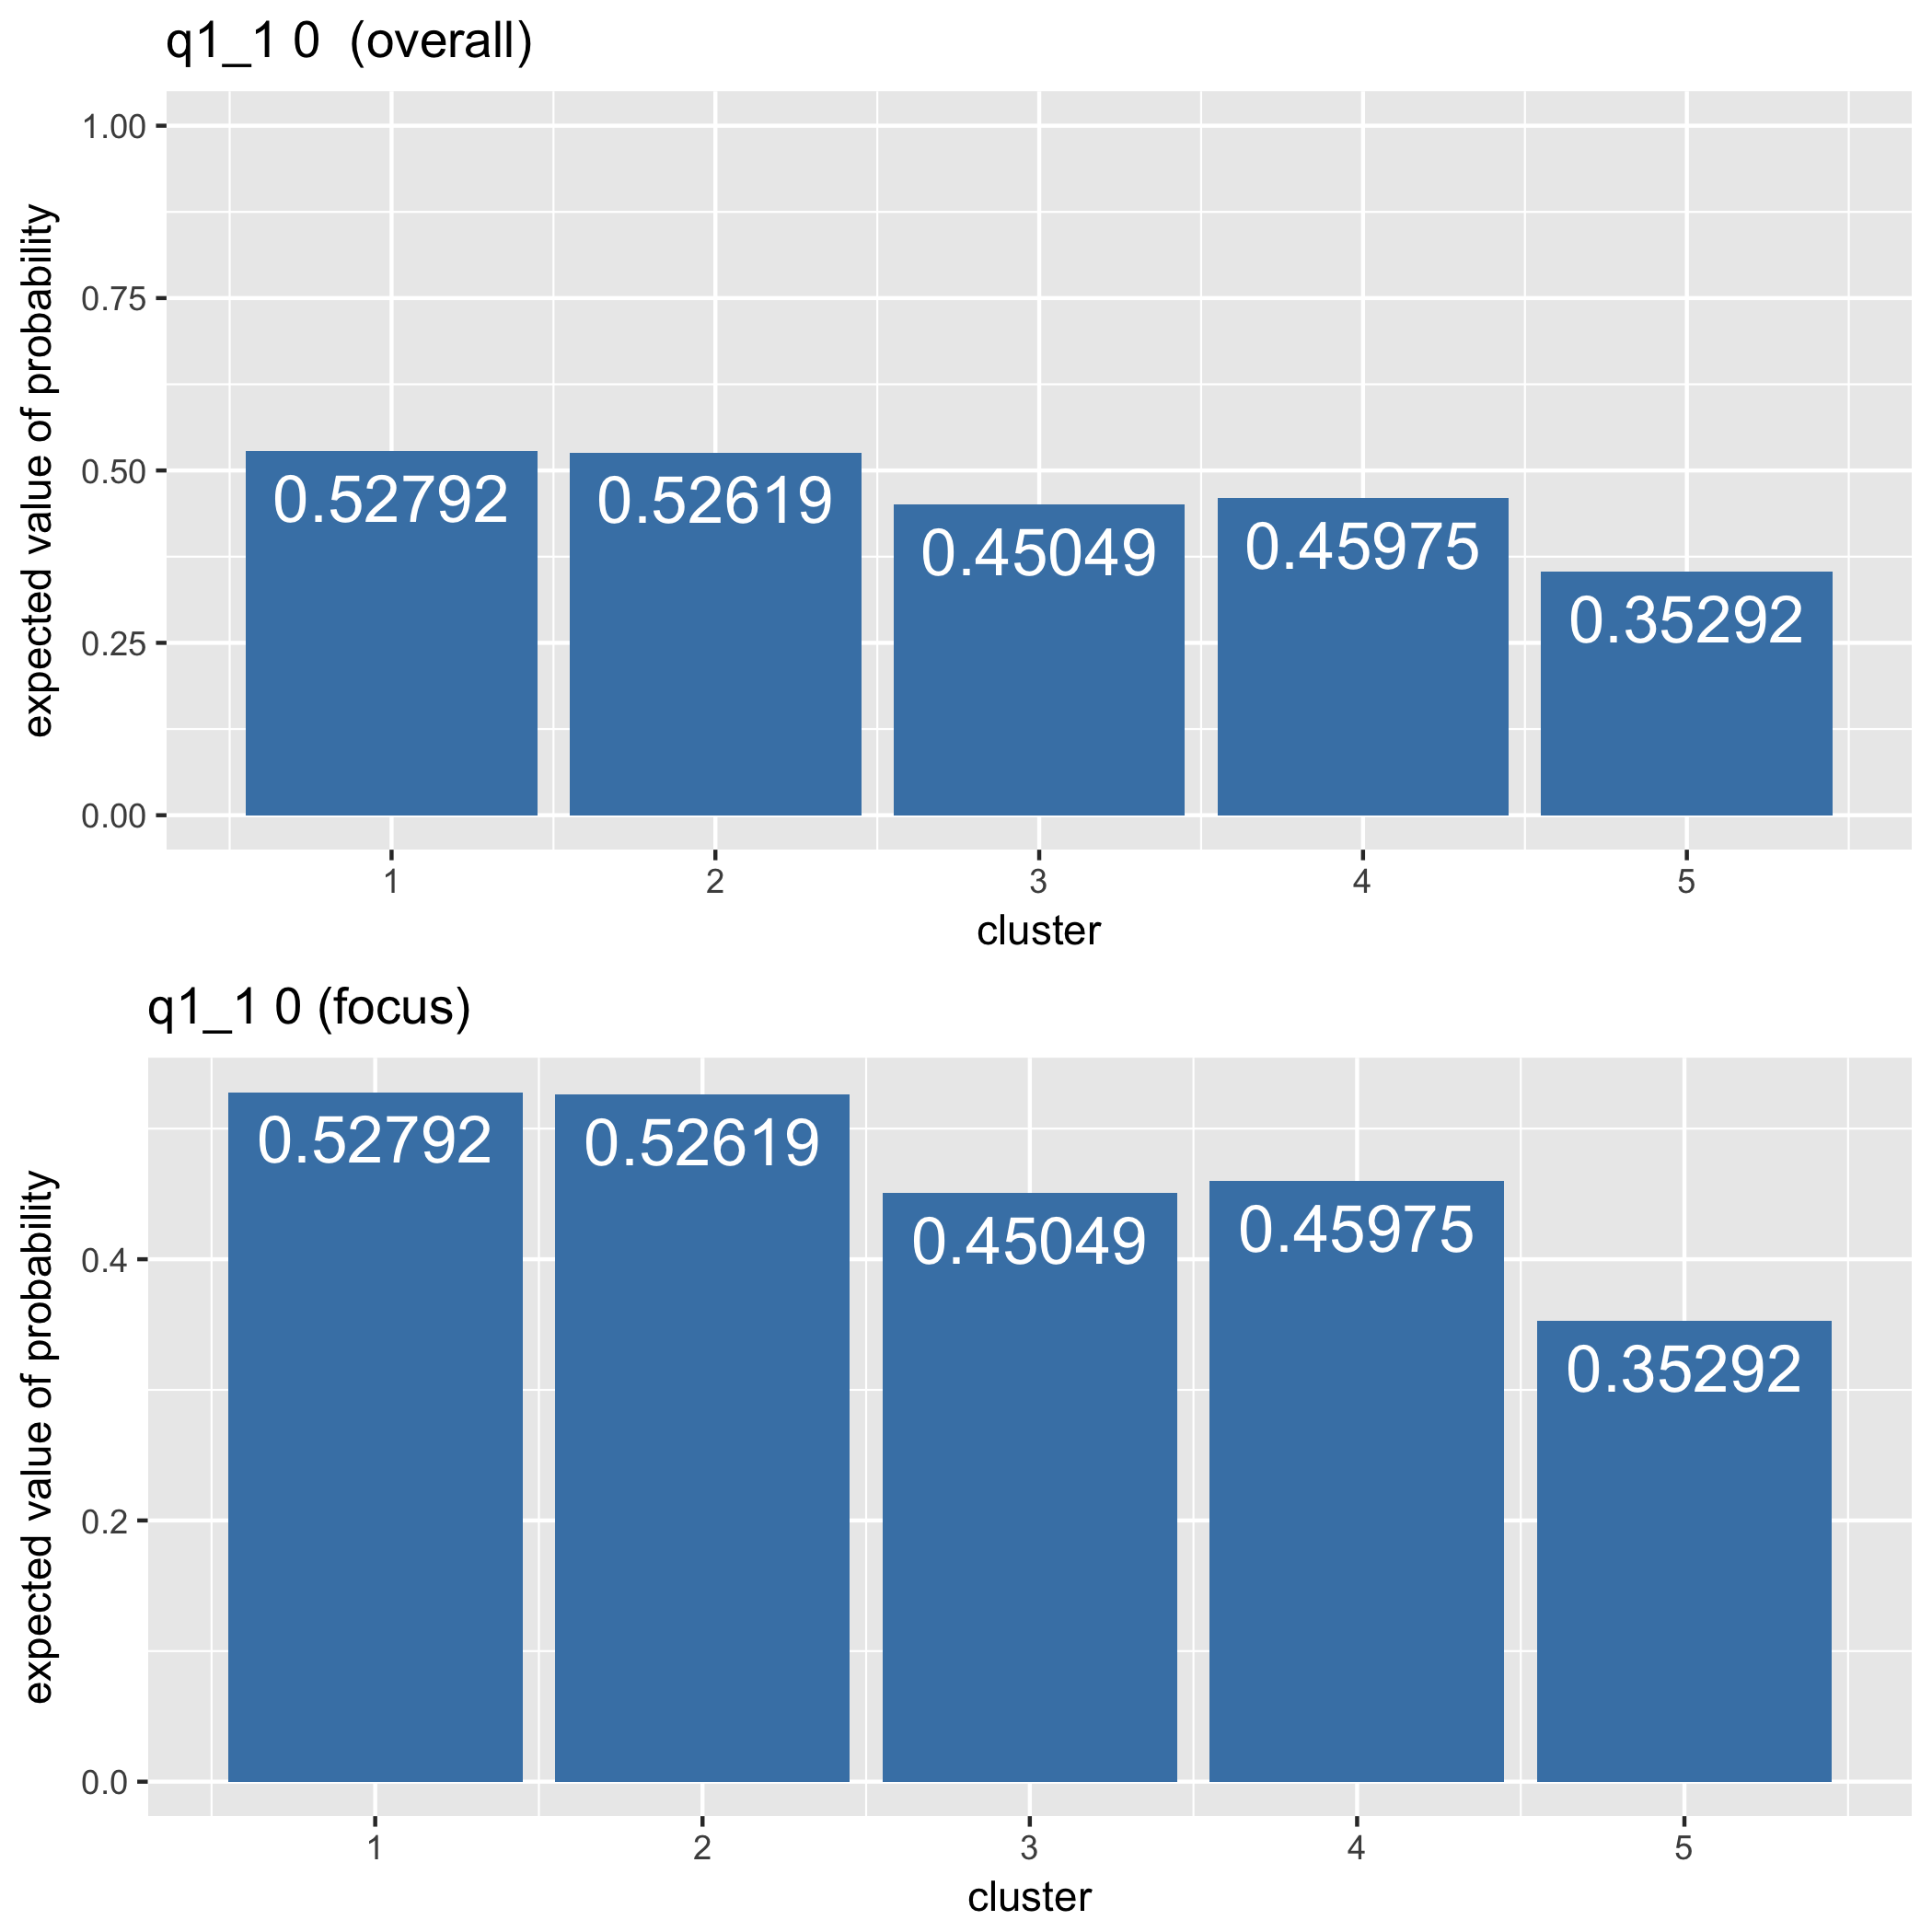 q1_1 0  (overall)
expected value of probability
1.00
0.75
0.50
0.25
0.00
0.52792
0.52619
0.45049
0.45975
0.35292
1 2 3 4 5
cluster
q1_1 0 (focus)
expected value of probability
0.4
0.2
0.0
0.52792
0.52619
0.45049
0.45975
0.35292
1 2 3 4 5
cluster